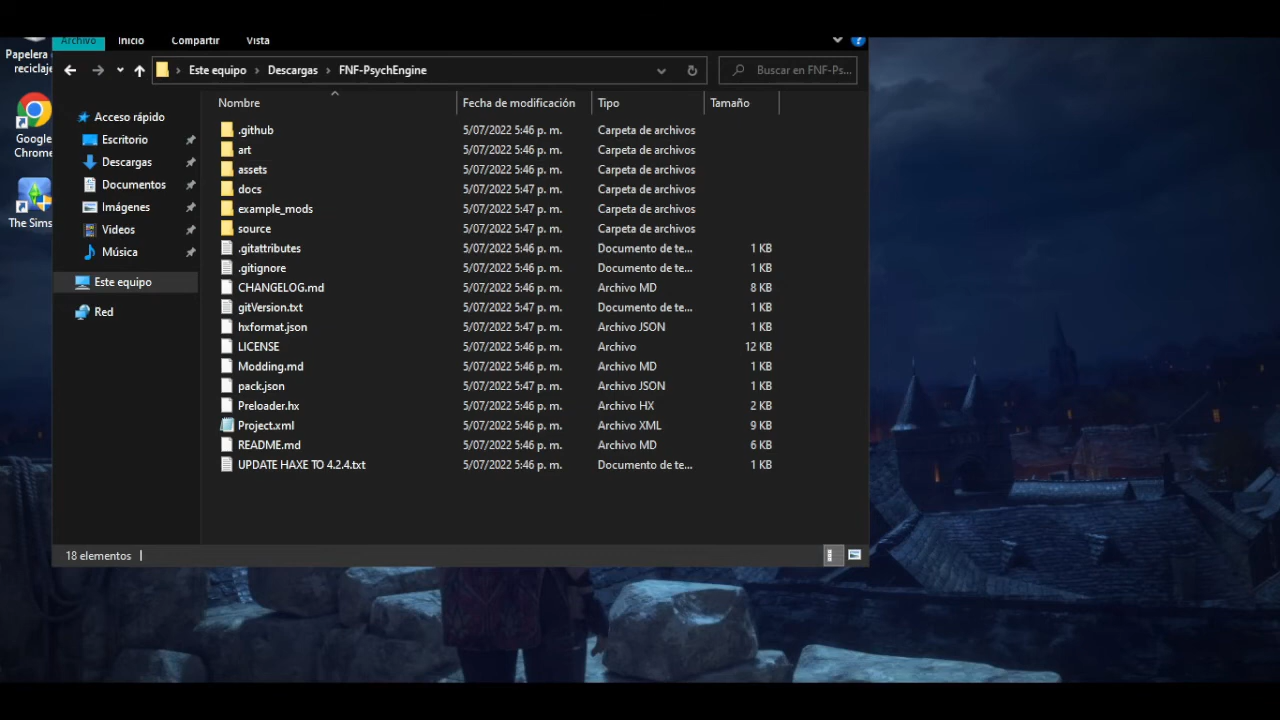 Archivo Inicio Compartir Vista
Papelera
reciclaje
Este equipo › Descargas › FNF-PsychEngine
Buscar en FNF-Ps...
Google
Chrome
The Sims
Acceso rápido
Escritorio
Descargas
Documentos
Imágenes
Videos
Música
Este equipo
Red
Nombre Fecha de modificación Tipo Tamaño
.github 5/07/2022 5:46 p. m. Carpeta de archivos
art 5/07/2022 5:46 p. m. Carpeta de archivos
assets 5/07/2022 5:46 p. m. Carpeta de archivos
docs 5/07/2022 5:47 p. m. Carpeta de archivos
example_mods 5/07/2022 5:47 p. m. Carpeta de archivos
source 5/07/2022 5:47 p. m. Carpeta de archivos
.gitattributes 5/07/2022 5:46 p. m. Documento de te... 1 KB
.gitignore 5/07/2022 5:46 p. m. Documento de te... 1 KB
CHANGELOG.md 5/07/2022 5:46 p. m. Archivo MD 8 KB
gitVersion.txt 5/07/2022 5:47 p. m. Documento de te... 1 KB
hxformat.json 5/07/2022 5:47 p. m. Archivo JSON 1 KB
LICENSE 5/07/2022 5:46 p. m. Archivo 12 KB
Modding.md 5/07/2022 5:46 p. m. Archivo MD 1 KB
pack.json 5/07/2022 5:47 p. m. Archivo JSON 1 KB
Preloader.hx 5/07/2022 5:46 p. m. Archivo HX 2 KB
Project.xml 5/07/2022 5:46 p. m. Archivo XML 9 KB
README.md 5/07/2022 5:46 p. m. Archivo MD 6 KB
UPDATE HAXE TO 4.2.4.txt 5/07/2022 5:46 p. m. Documento de te... 1 KB
18 elementos